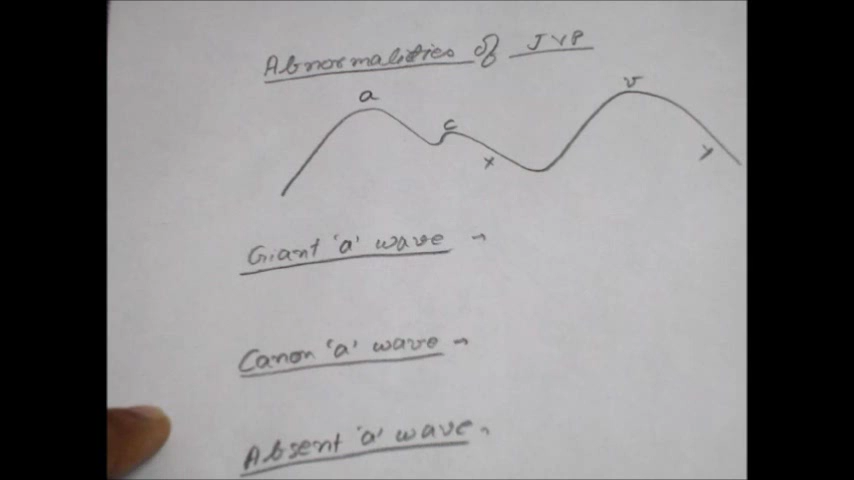 Abnormalities of JVP
a
c
v
x
y
Giant 'a' wave →
Canon 'a' wave →
Absent 'a' wave.